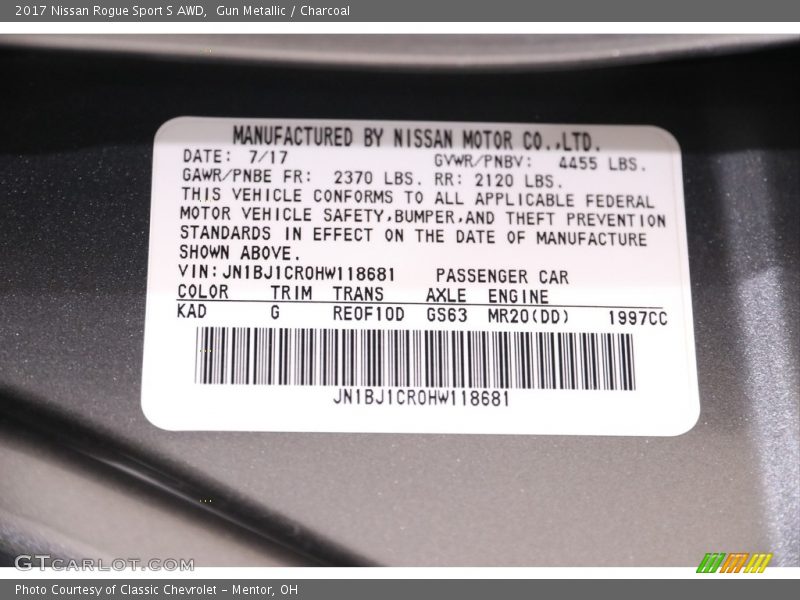 2017 Nissan Rogue Sport S AWD,  Gun Metallic / Charcoal
MANUFACTURED BY NISSAN MOTOR CO.,LTD.
DATE: 7/17 GVWR/PNBV: 4455 LBS.
GAWR/PNBE FR: 2370 LBS. RR: 2120 LBS.
THIS VEHICLE CONFORMS TO ALL APPLICABLE FEDERAL
MOTOR VEHICLE SAFETY,BUMPER,AND THEFT PREVENTION
STANDARDS IN EFFECT ON THE DATE OF MANUFACTURE
SHOWN ABOVE.
VIN: JN1BJ1CR0HW118681 PASSENGER CAR
COLOR TRIM TRANS AXLE ENGINE
KAD G RE0F10D GS63 MR20(DD) 1997CC
JN1BJ1CR0HW118681
GTCARLOT.COM
Photo Courtesy of Classic Chevrolet - Mentor, OH